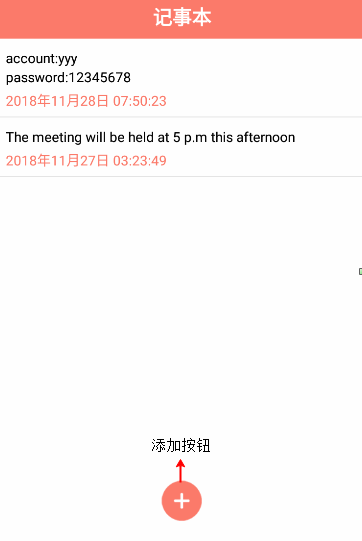 记事本
account:yyy
password:12345678
2018年11月28日 07:50:23
The meeting will be held at 5 p.m this afternoon
2018年11月27日 03:23:49
添加按钮